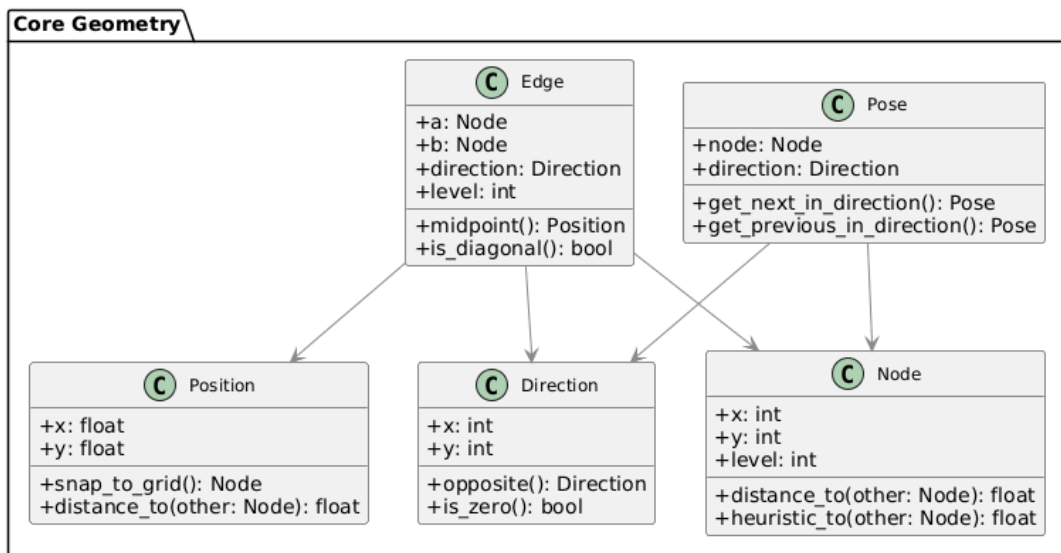 Core Geometry
C Edge
+a: Node
+b: Node
+direction: Direction
+level: int
+midpoint(): Position
+is_diagonal(): bool
C Pose
+node: Node
+direction: Direction
+get_next_in_direction(): Pose
+get_previous_in_direction(): Pose
C Position
+x: float
+y: float
+snap_to_grid(): Node
+distance_to(other: Node): float
C Direction
+x: int
+y: int
+opposite(): Direction
+is_zero(): bool
C Node
+x: int
+y: int
+level: int
+distance_to(other: Node): float
+heuristic_to(other: Node): float